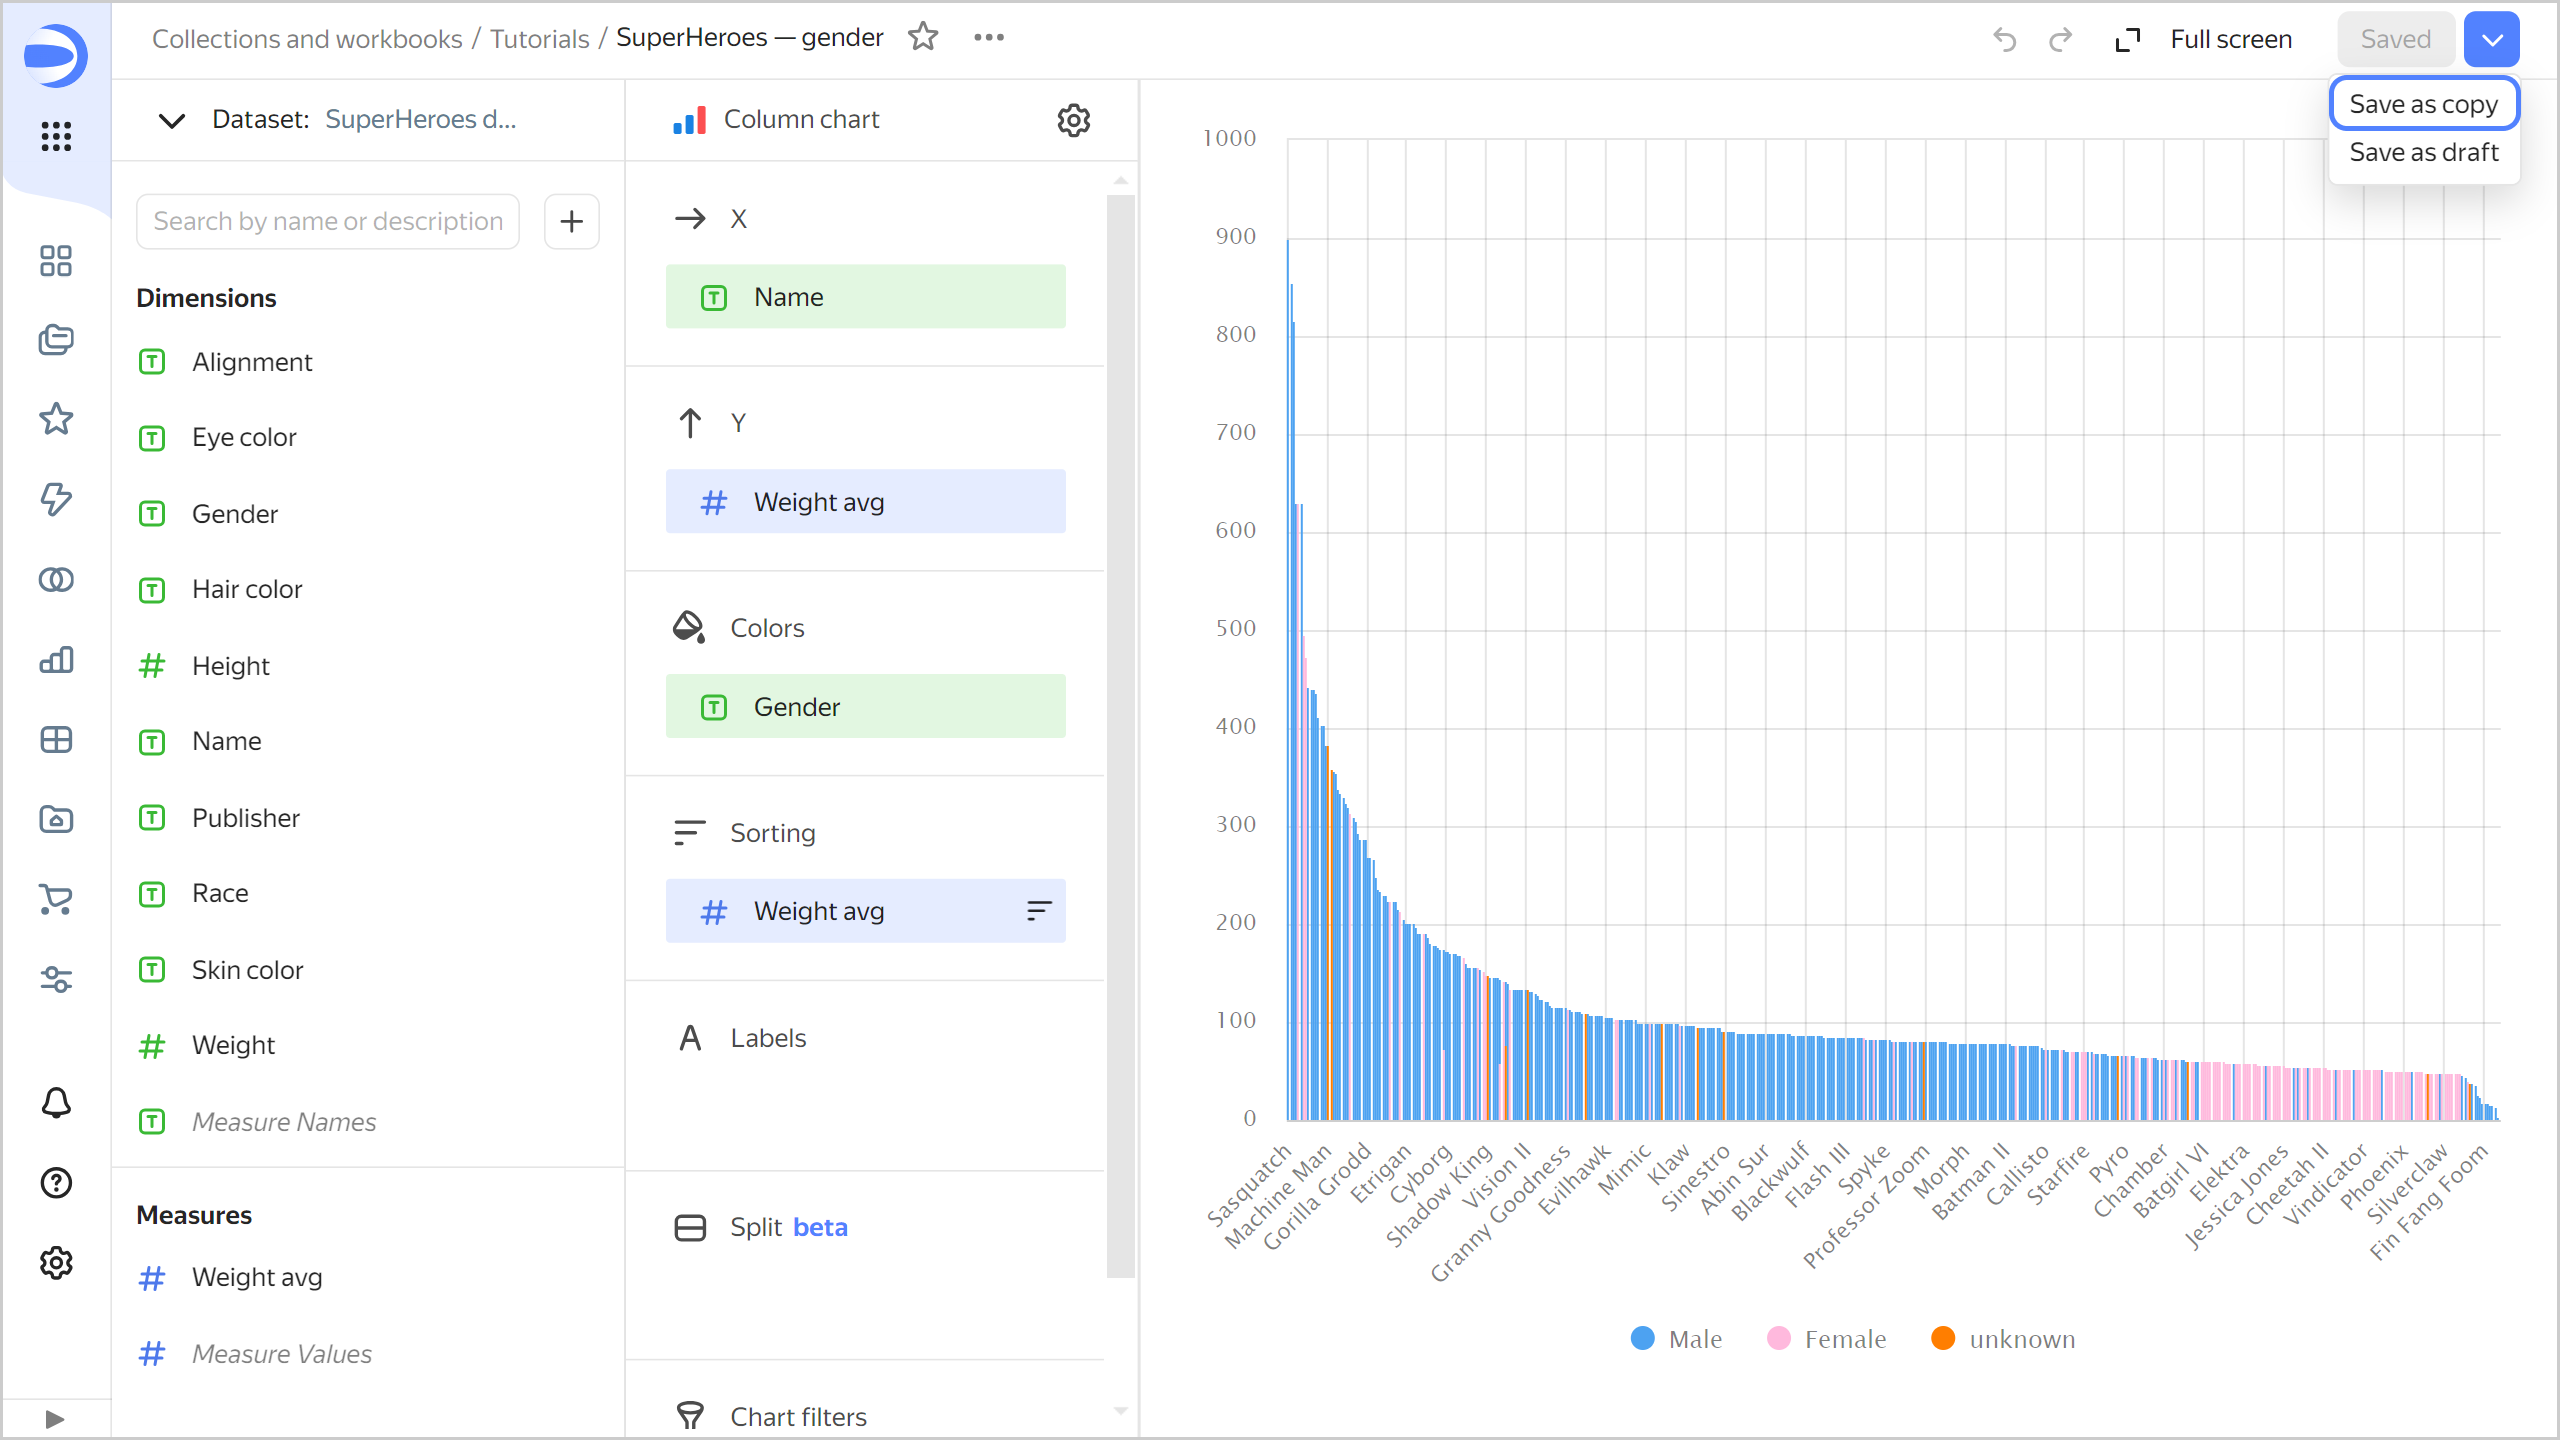 Collections and workbooks / Tutorials / SuperHeroes — gender
Full screen
Saved
Save as copy
Save as draft
Dataset: SuperHeroes d...
Search by name or description
Dimensions
Alignment
Eye color
Gender
Hair color
Height
Name
Publisher
Race
Skin color
Weight
Measure Names
Measures
Weight avg
Measure Values
Column chart
X
Name
Y
Weight avg
Colors
Gender
Sorting
Weight avg
Labels
Split beta
Chart filters
1000
900
800
700
600
500
400
300
200
100
0
Sasquatch
Machine Man
Gorilla Grodd
Etrigan
Cyborg
Shadow King
Vision II
Granny Goodness
Evilhawk
Mimic
Klaw
Sinestro
Abin Sur
Blackwulf
Flash III
Spyke
Professor Zoom
Morph
Batman II
Callisto
Starfire
Pyro
Chamber
Batgirl VI
Elektra
Jessica Jones
Cheetah II
Vindicator
Phoenix
Silverclaw
Fin Fang Foom
Male
Female
unknown